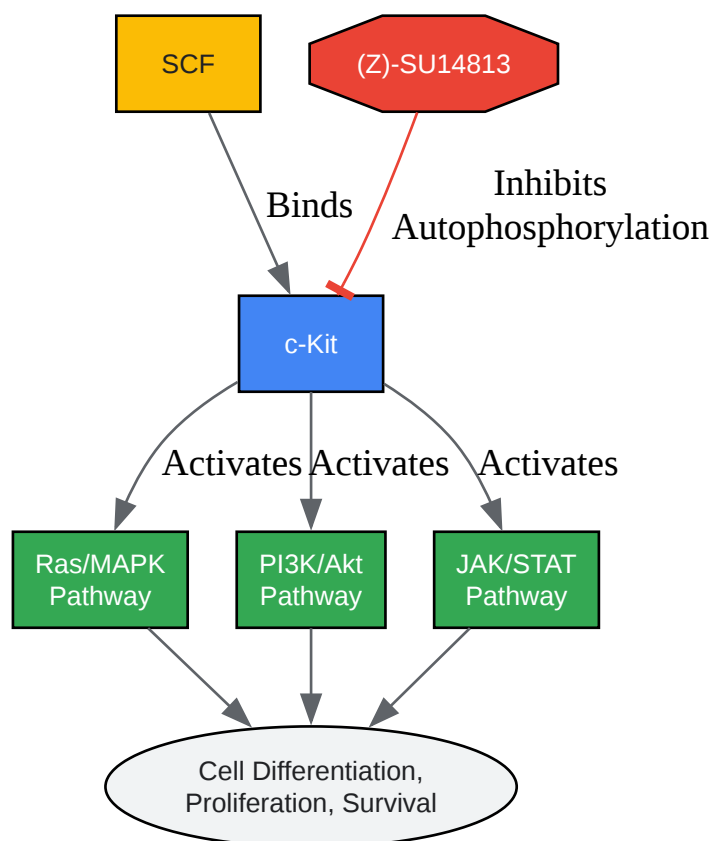 SCF
(Z)-SU14813
Binds
Inhibits
Autophosphorylation
c-Kit
Activates
Activates
Activates
Ras/MAPK
Pathway
PI3K/Akt
Pathway
JAK/STAT
Pathway
Cell Differentiation,
Proliferation, Survival